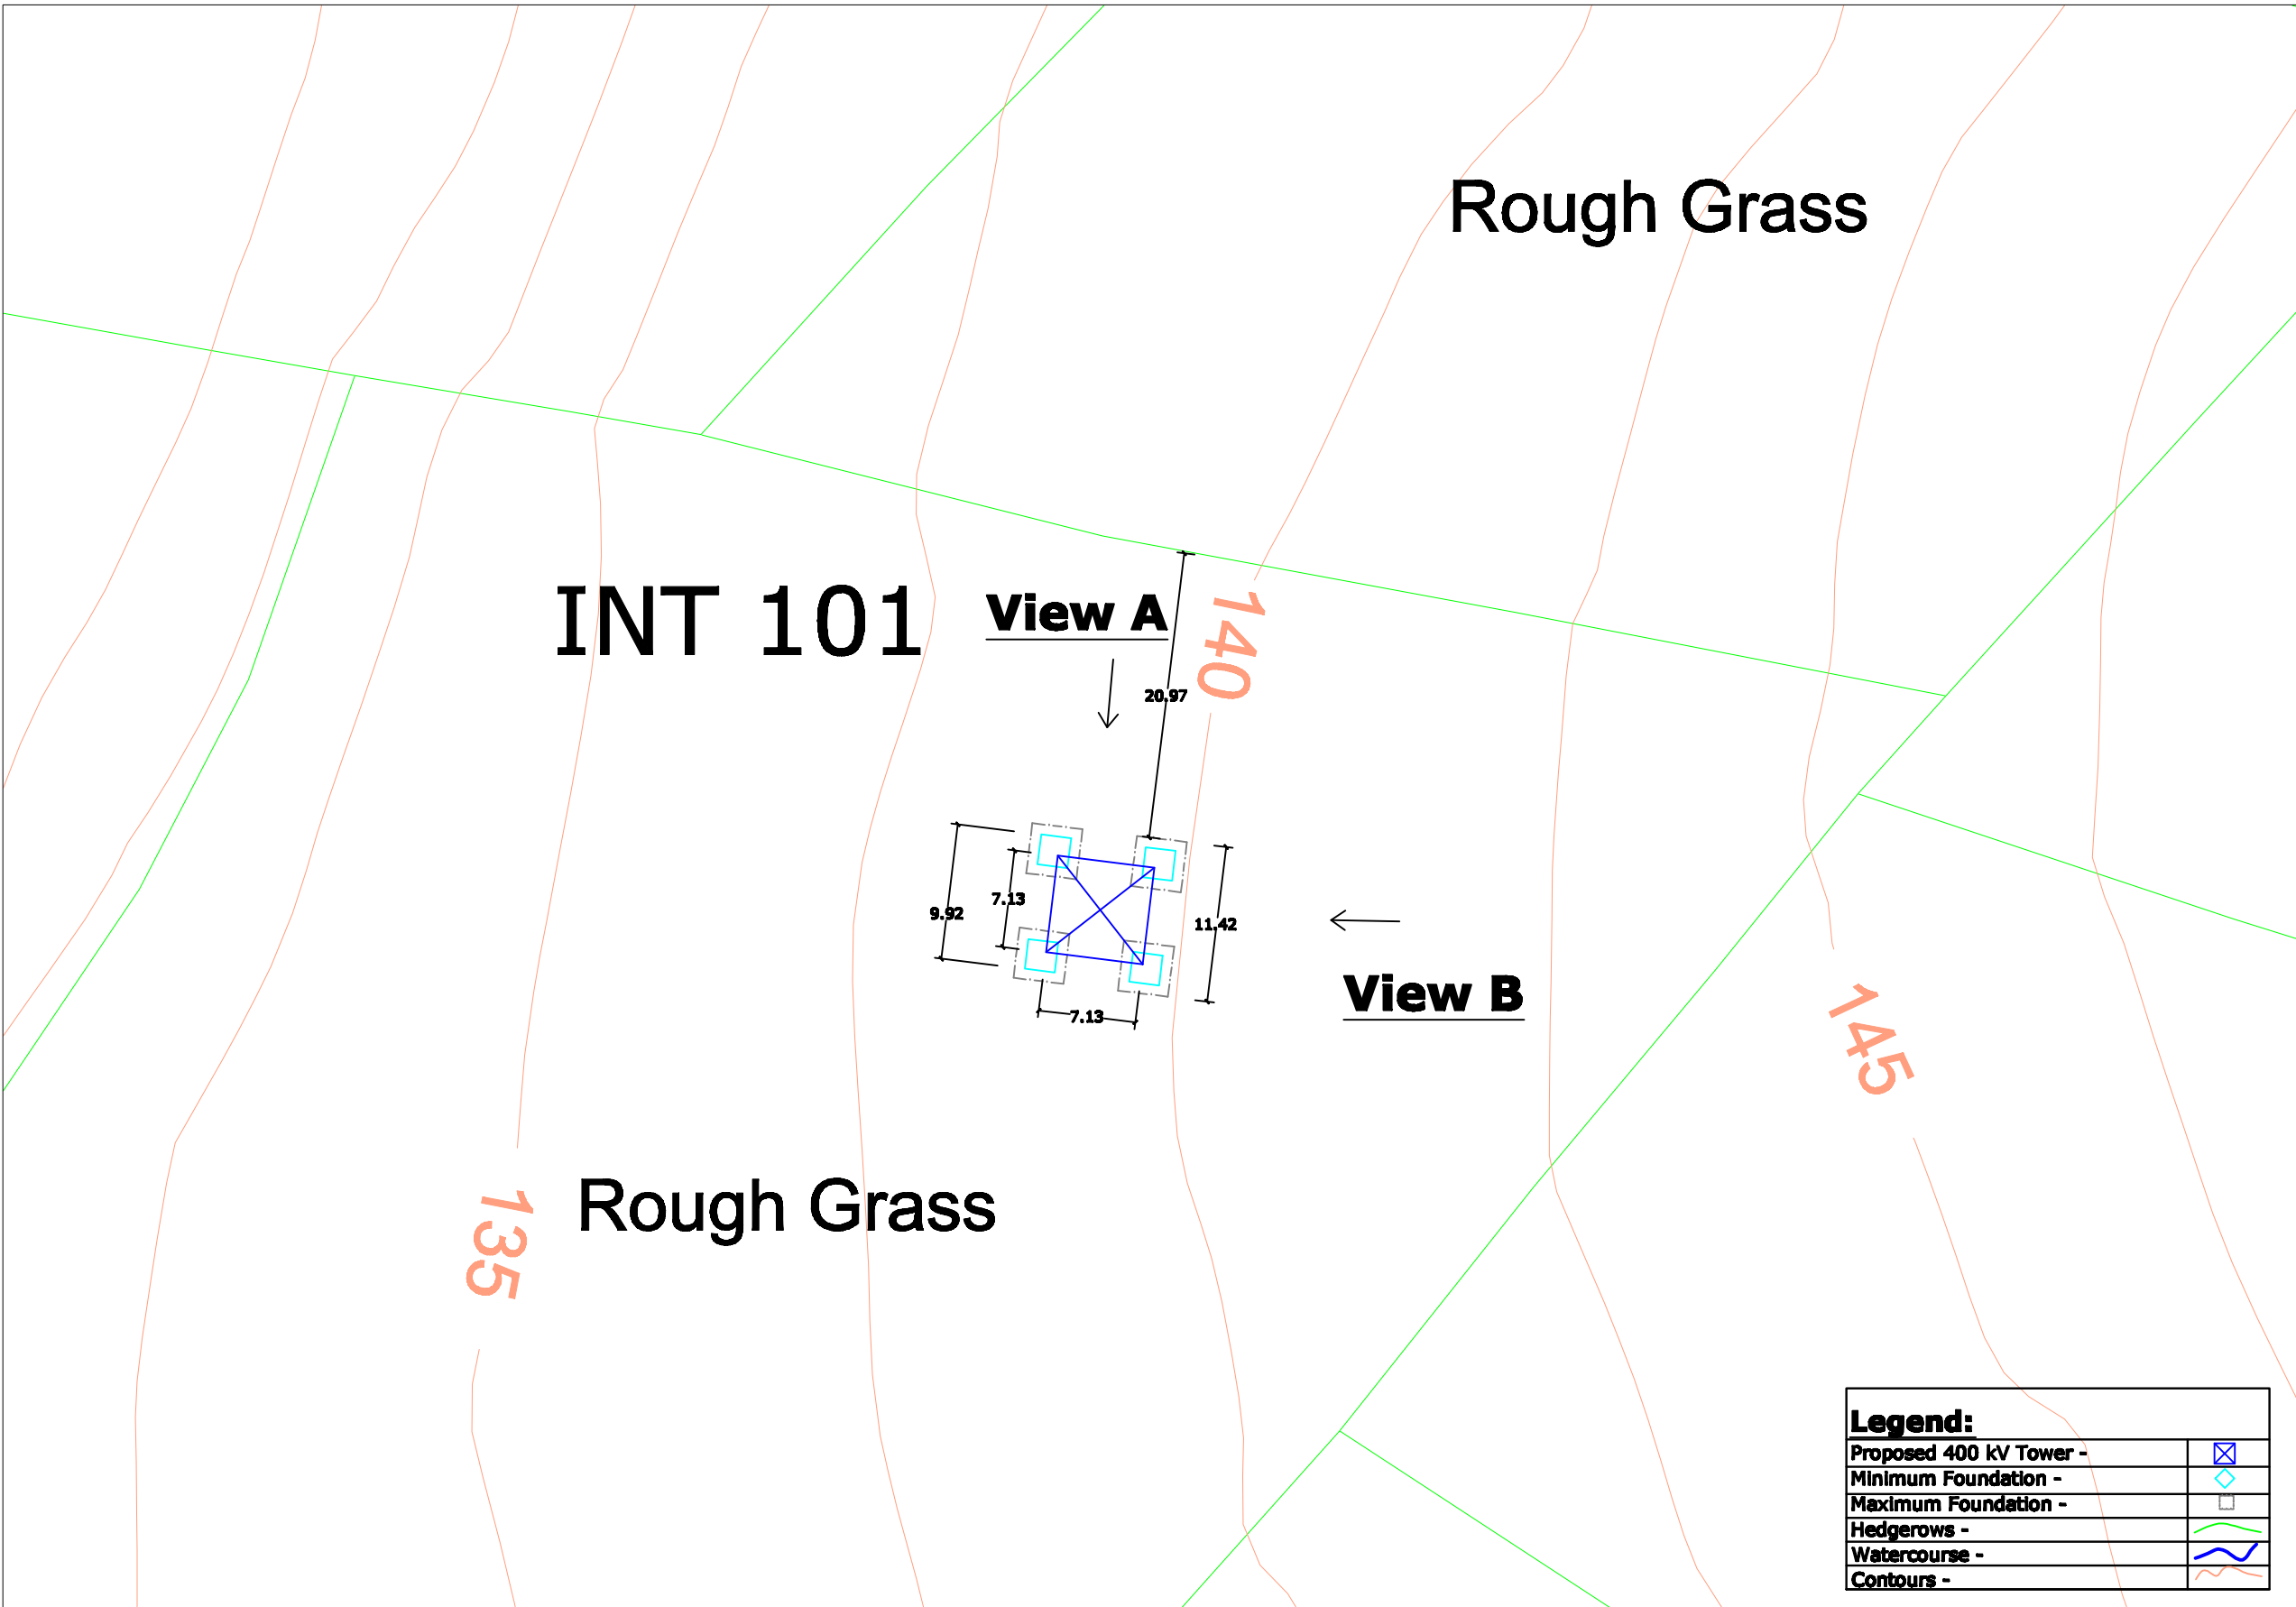 Rough Grass
INT 101
View A
140
20.97
7.13
9.92
11.42
View B
7.13
145
Rough Grass
135
Legend:
Proposed 400 kV Tower -
Minimum Foundation -
Maximum Foundation -
Hedgerows -
Watercourse -
Contours -